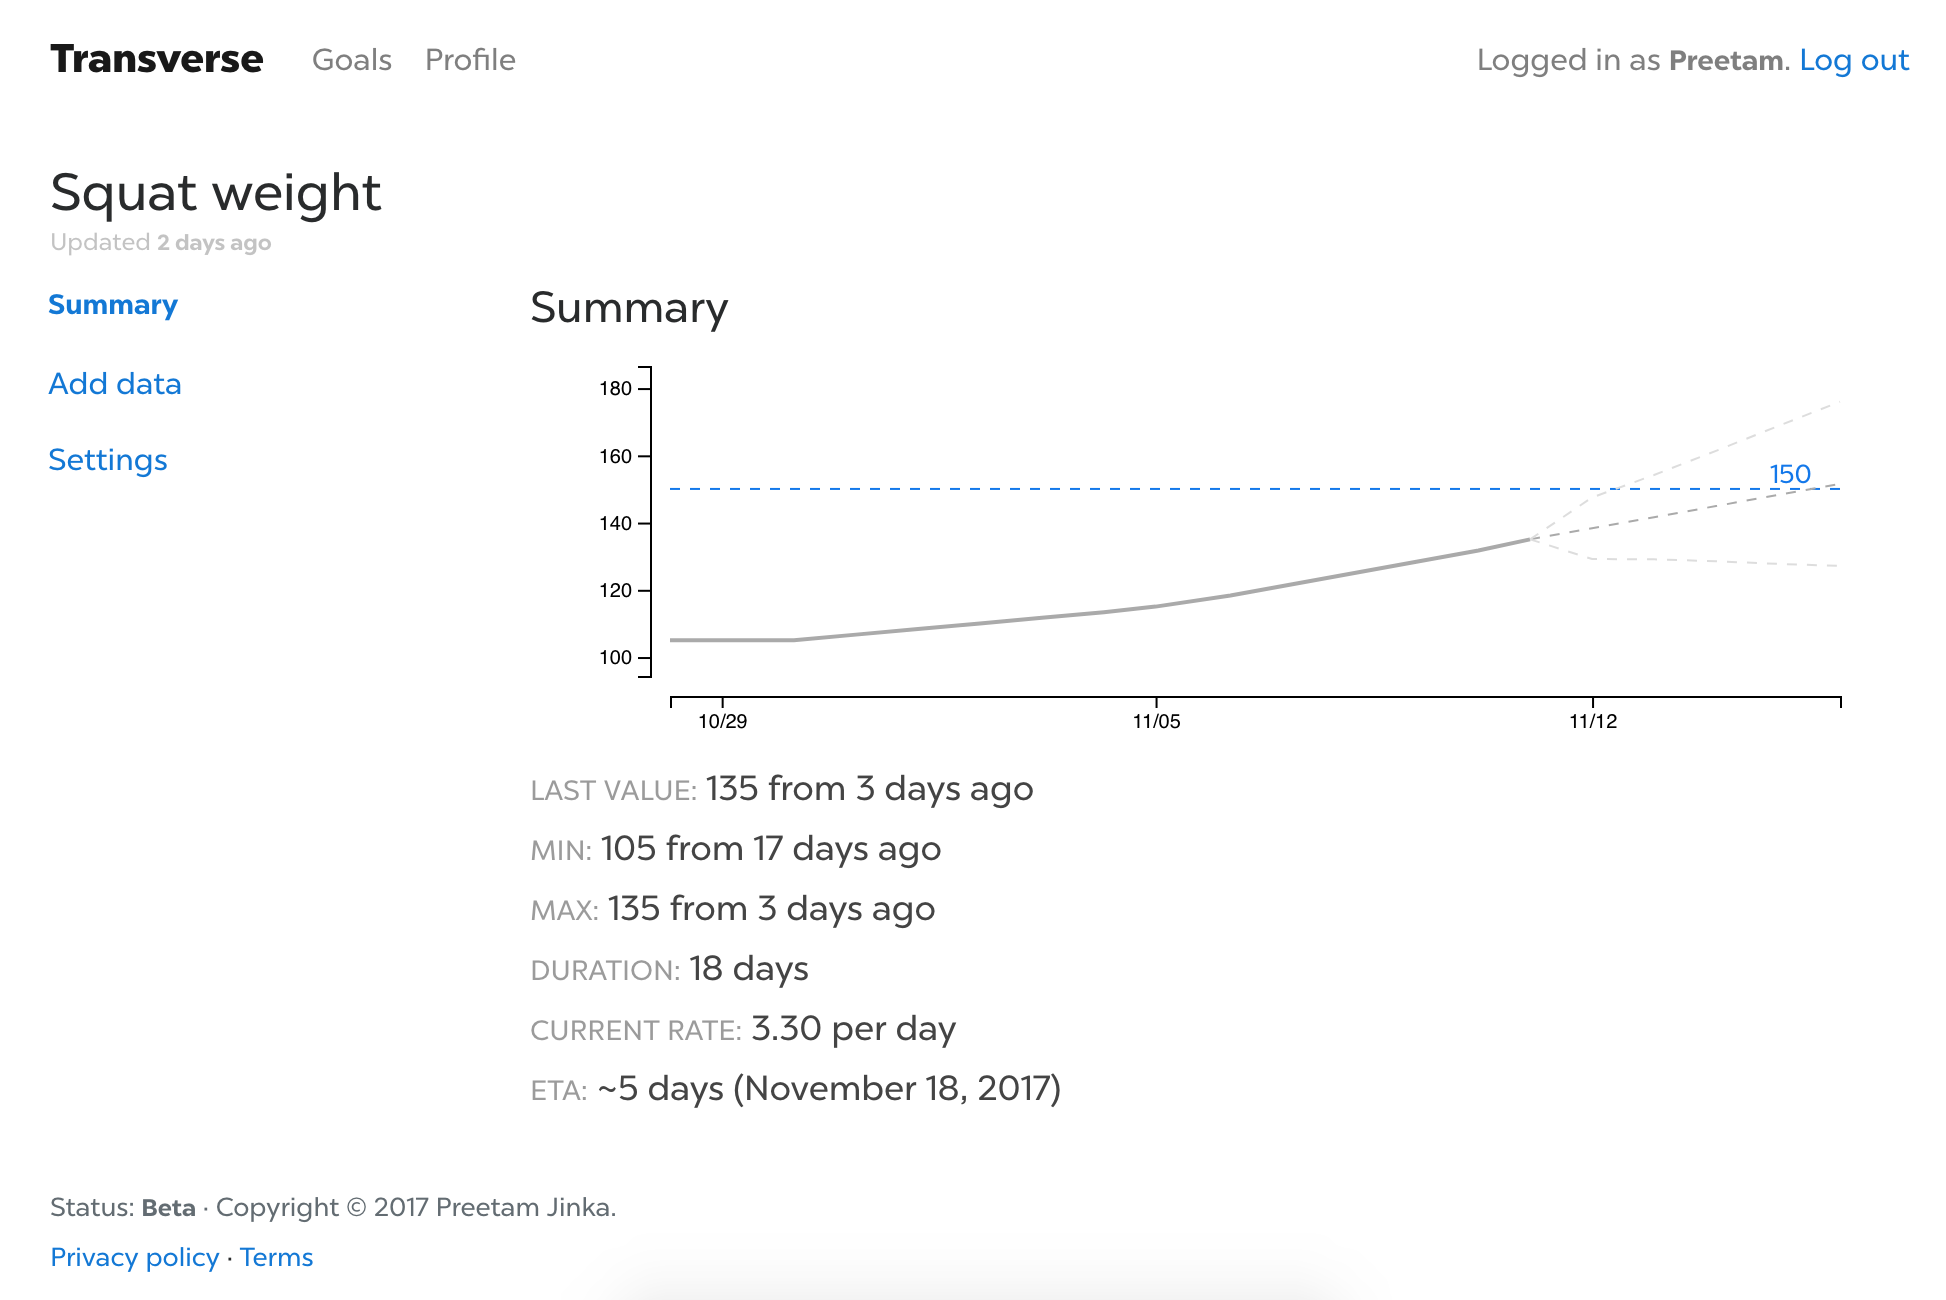 Transverse Goals Profile Logged in as Preetam. Log out
Squat weight
Updated 2 days ago
Summary
Add data
Settings
Summary
180
160
150
140
120
100
10/29 11/05 11/12
LAST VALUE: 135 from 3 days ago
MIN: 105 from 17 days ago
MAX: 135 from 3 days ago
DURATION: 18 days
CURRENT RATE: 3.30 per day
ETA: ~5 days (November 18, 2017)
Status: Beta · Copyright © 2017 Preetam Jinka.
Privacy policy · Terms